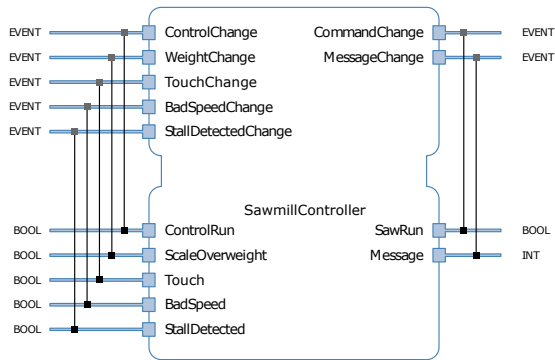 EVENT ControlChange CommandChange EVENT
EVENT WeightChange MessageChange EVENT
EVENT TouchChange
EVENT BadSpeedChange
EVENT StallDetectedChange
SawmillController
BOOL ControlRun SawRun BOOL
BOOL ScaleOverweight Message INT
BOOL Touch
BOOL BadSpeed
BOOL StallDetected